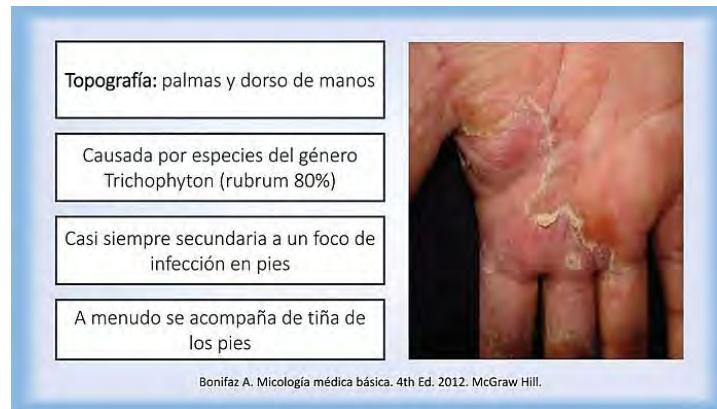 Topografía: palmas y dorso de manos
Causada por especies del género
Trichophyton (rubrum 80%)
Casi siempre secundaria a un foco de
infección en pies
A menudo se acompaña de tiña de
los pies
Bonifaz A. Micología médica básica. 4th Ed. 2012. McGraw Hill.